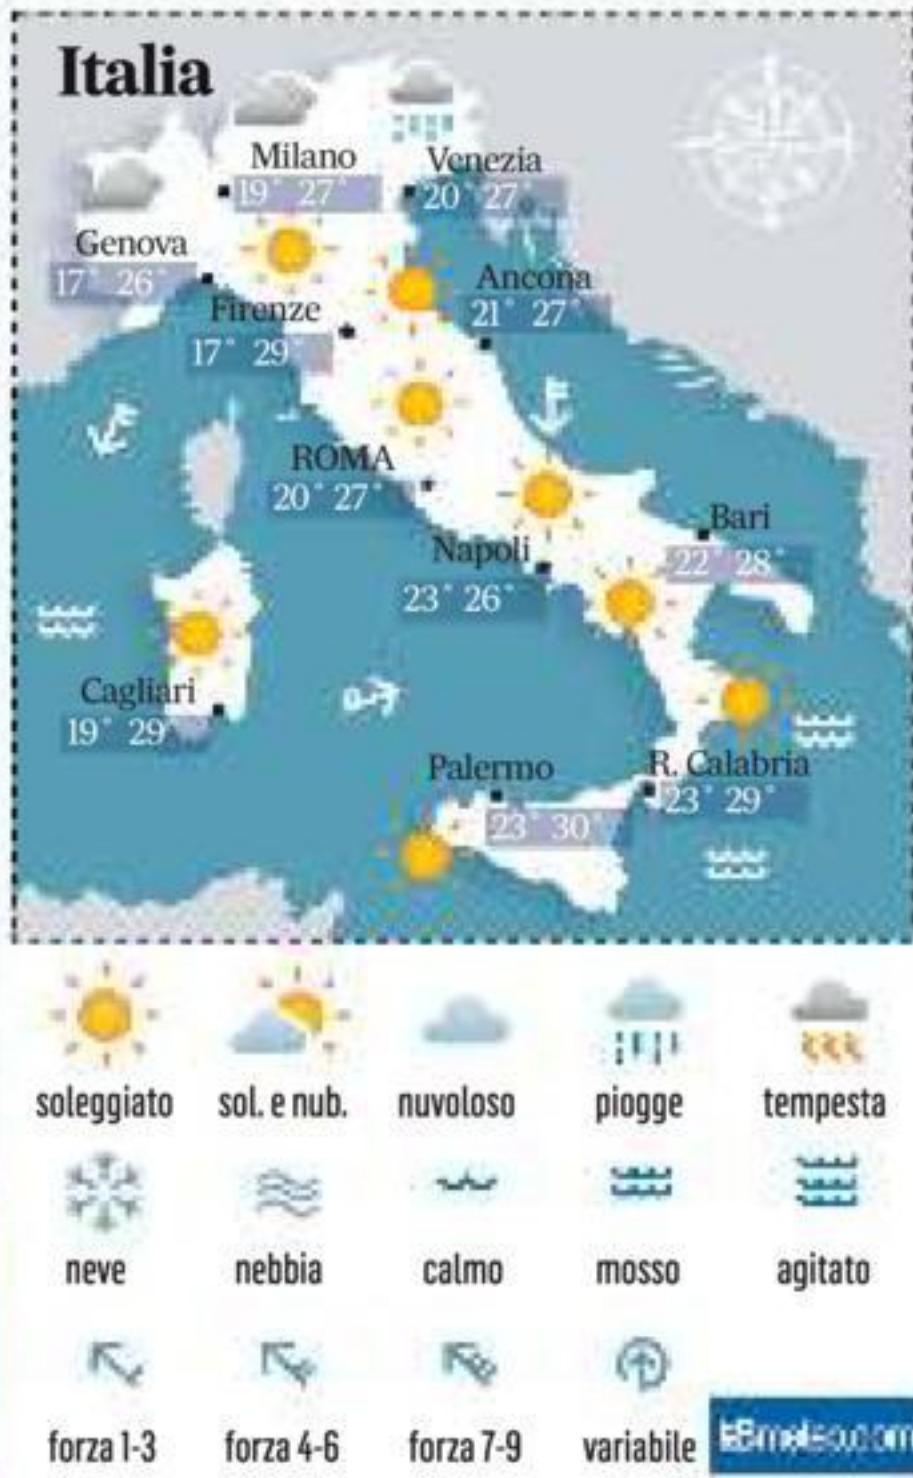 Italia
Milano
19° 27°
Venezia
20° 27°
Genova
17° 26°
Ancona
21° 27°
Firenze
17° 29°
ROMA
20° 27°
Bari
22° 28°
Napoli
23° 26°
Cagliari
19° 29°
Palermo
23° 30°
R. Calabria
23° 29°
soleggiato sol. e nub. nuvoloso piogge tempesta
neve nebbia calmo mosso agitato
forza 1-3 forza 4-6 forza 7-9 variabile